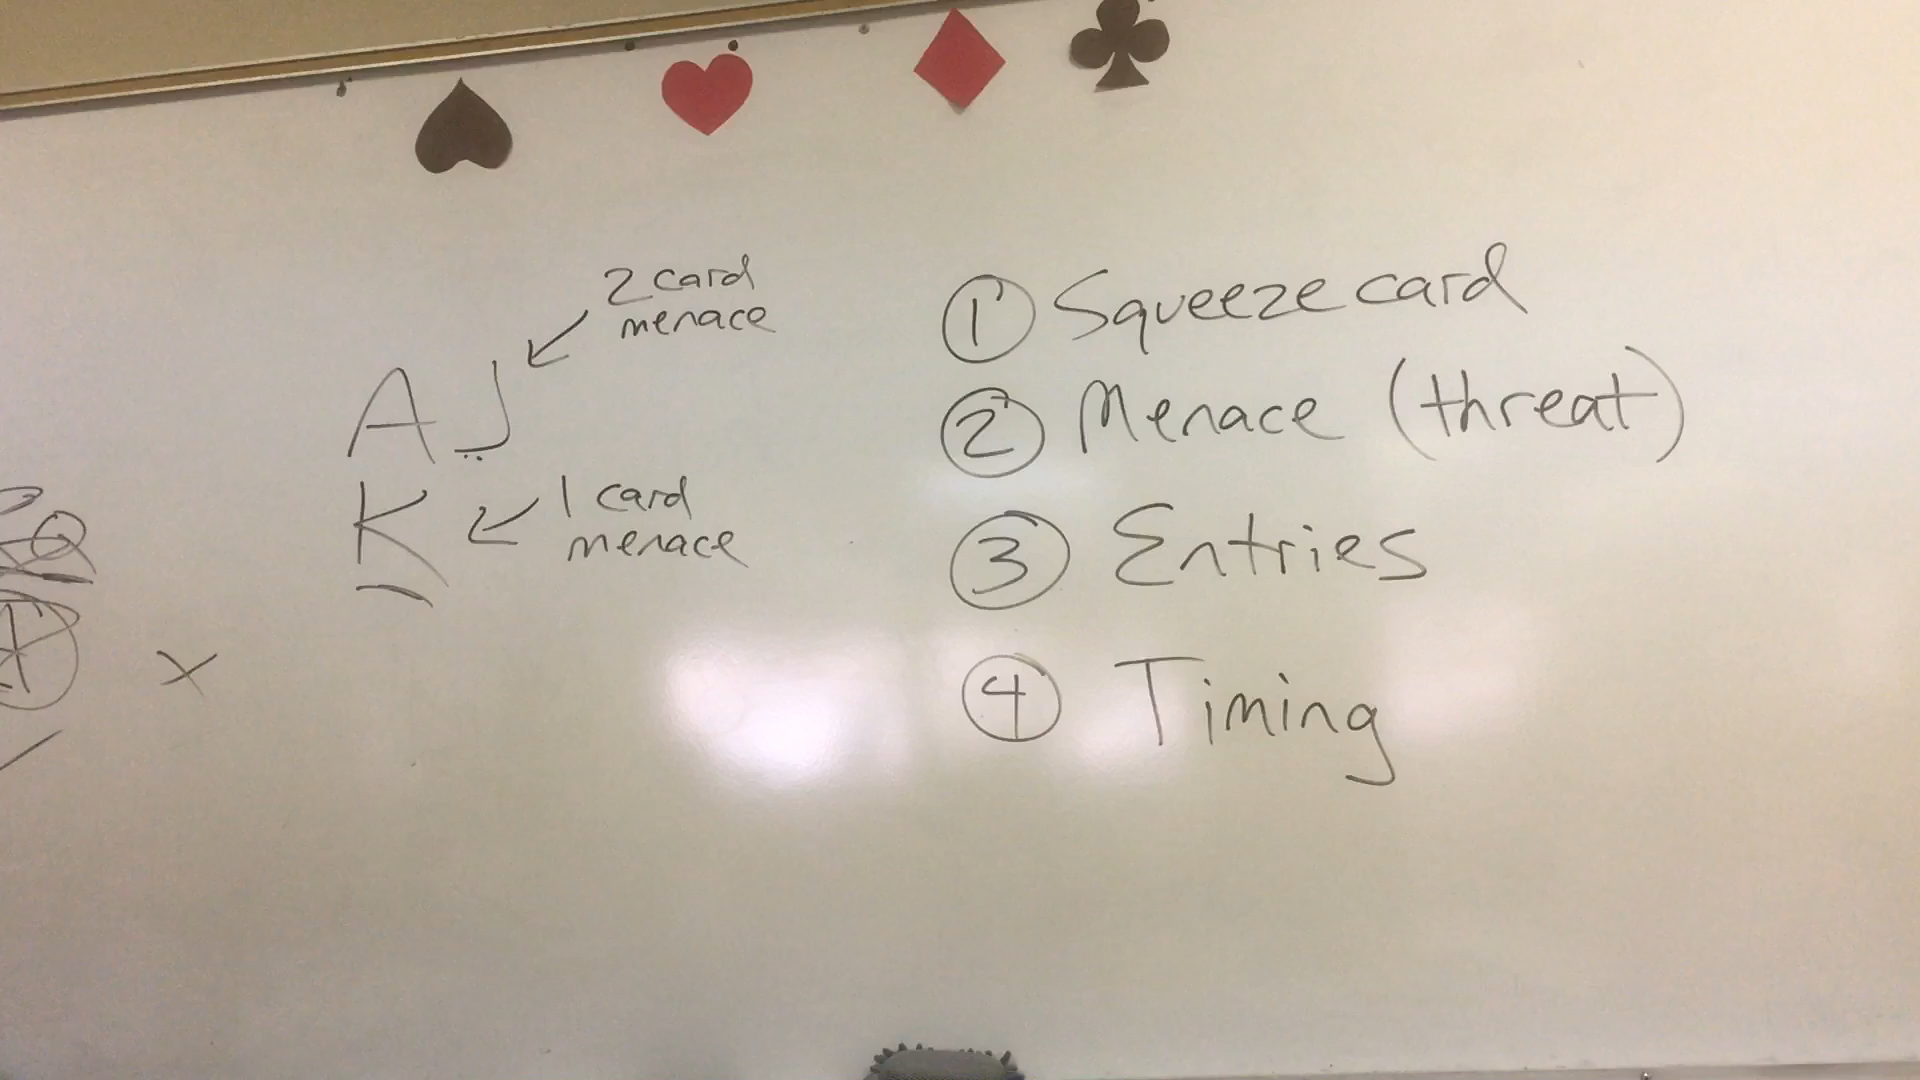 2 card
menace
A J
K
1 card
menace
① Squeeze card
② Menace (threat)
③ Entries
④ Timing
x